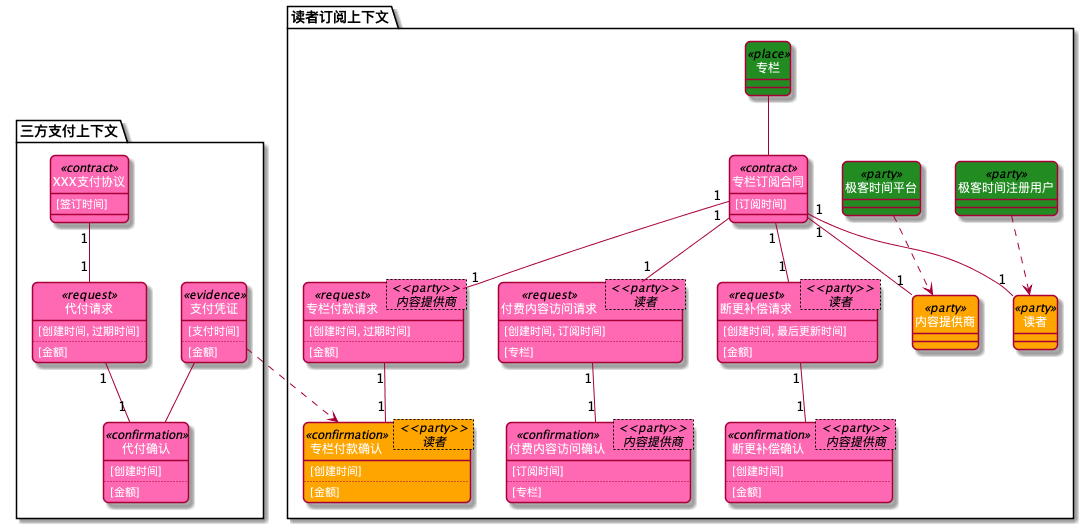 读者订阅上下文
«place»
专栏
三方支付上下文
«contract»
XXX支付协议
[签订时间]
«contract»
专栏订阅合同
[订阅时间]
«party»
极客时间平台
«party»
极客时间注册用户
1
1
1
1
1
1
1
1
1
1
1
1
«request»
代付请求
[创建时间, 过期时间]
[金额]
«evidence»
支付凭证
[支付时间]
[金额]
<<party>>
内容提供商
«request»
专栏付款请求
[创建时间, 过期时间]
[金额]
<<party>>
读者
«request»
付费内容访问请求
[创建时间, 订阅时间]
[专栏]
<<party>>
读者
«request»
断更补偿请求
[创建时间, 最后更新时间]
[金额]
«party»
内容提供商
«party»
读者
1
1
1
1
1
1
1
1
«confirmation»
代付确认
[创建时间]
[金额]
<<party>>
读者
«confirmation»
专栏付款确认
[创建时间]
[金额]
<<party>>
内容提供商
«confirmation»
付费内容访问确认
[订阅时间]
[专栏]
<<party>>
内容提供商
«confirmation»
断更补偿确认
[创建时间]
[金额]